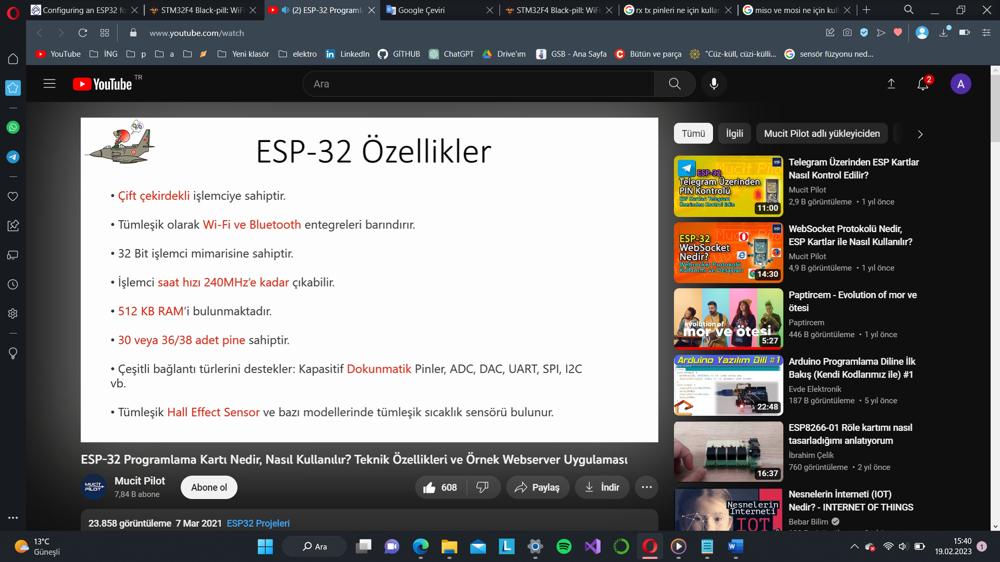 Configuring an ESP32 fo
STM32F4 Black-pill: WiFi
(2) ESP-32 Programla
Google Çeviri
STM32F4 Black-pill: WiFi
rx tx pinleri ne için kullan
miso ve mosi ne için kull
www.youtube.com/watch
YouTube
İNG
p
a
Yeni klasör
elektro
LinkedIn
GİTHUB
ChatGPT
Drive'ım
GSB - Ana Sayfa
Bütün ve parça
"Cüz-küll, cüzi-külli...
sensör füzyonu ned...
YouTube TR
Ara
2
A
ESP-32 Özellikler
• Çift çekirdekli işlemciye sahiptir.
• Tümleşik olarak Wi-Fi ve Bluetooth entegreleri barındırır.
• 32 Bit işlemci mimarisine sahiptir.
• İşlemci saat hızı 240MHz’e kadar çıkabilir.
• 512 KB RAM’i bulunmaktadır.
• 30 veya 36/38 adet pine sahiptir.
• Çeşitli bağlantı türlerini destekler: Kapasitif Dokunmatik Pinler, ADC, DAC, UART, SPI, I2C
vb.
• Tümleşik Hall Effect Sensor ve bazı modellerinde tümleşik sıcaklık sensörü bulunur.
ESP-32 Programlama Kartı Nedir, Nasıl Kullanılır? Teknik Özellikleri ve Örnek Webserver Uygulaması
MUCİT
PİLOT
Mucit Pilot
7,84 B abone
Abone ol
608
Paylaş
İndir
23.858 görüntüleme 7 Mar 2021 ESP32 Projeleri
Tümü
İlgili
Mucit Pilot adlı yükleyiciden
ESP-32
Telegram Üzerinden
PIN Kontrolü
ESP Kartları Telegram
Üzerinden Kontrol Edin
11:00
Telegram Üzerinden ESP Kartlar
Nasıl Kontrol Edilir?
Mucit Pilot
2,9 B görüntüleme • 1 yıl önce
ESP-32
WebSocket
Nedir?
Websocket Protokolü
Kullanımı ve Detayları
14:30
WebSocket Protokolü Nedir,
ESP Kartlar ile Nasıl Kullanılır?
Mucit Pilot
4,9 B görüntüleme • 1 yıl önce
evolution of
mor ve ötesi
5:27
Paptircem - Evolution of mor ve
ötesi
Paptircem
446 B görüntüleme • 1 yıl önce
Arduino Yazılım Dili #1
22:48
Arduino Programlama Diline İlk
Bakış (Kendi Kodlarımız ile) #1
Evde Elektronik
187 B görüntüleme • 5 yıl önce
16:37
ESP8266-01 Röle kartımı nasıl
tasarladığımı anlatıyorum
İbrahim Çelik
760 görüntüleme • 2 yıl önce
Nesnelerin
İnterneti
IOT
Nesnelerin İnterneti (IOT)
Nedir? - INTERNET OF THINGS
Bebar Bilim
13°C
Güneşli
Ara
15:40
19.02.2023
1